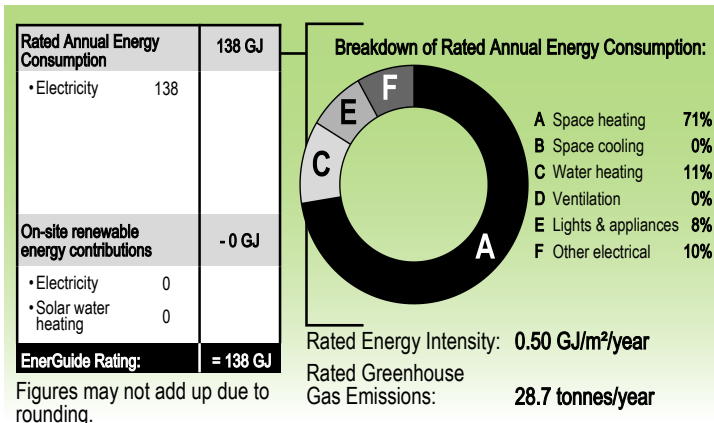 Rated Annual Energy
Consumption
138 GJ
• Electricity 138
On-site renewable
energy contributions
- 0 GJ
• Electricity 0
• Solar water
heating
0
EnerGuide Rating: = 138 GJ
Figures may not add up due to
rounding.
Breakdown of Rated Annual Energy Consumption:
F
E
C
A
A Space heating 71%
B Space cooling 0%
C Water heating 11%
D Ventilation 0%
E Lights & appliances 8%
F Other electrical 10%
Rated Energy Intensity: 0.50 GJ/m²/year
Rated Greenhouse
Gas Emissions: 28.7 tonnes/year